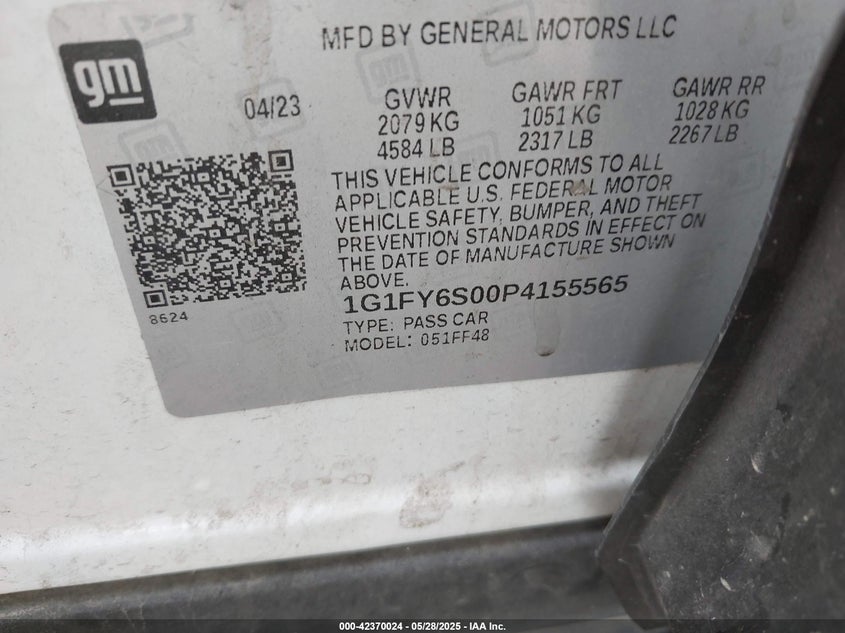 gm
MFD BY GENERAL MOTORS LLC
04/23
GVWR
2079 KG
4584 LB
GAWR FRT
1051 KG
2317 LB
GAWR RR
1028 KG
2267 LB
THIS VEHICLE CONFORMS TO ALL
APPLICABLE U.S. FEDERAL MOTOR
VEHICLE SAFETY, BUMPER, AND THEFT
PREVENTION STANDARDS IN EFFECT ON
THE DATE OF MANUFACTURE SHOWN
ABOVE.
8624
1G1FY6S00P4155565
TYPE: PASS CAR
MODEL: 051FF48
000-42370024 / 05/28/2025 - IAA Inc.